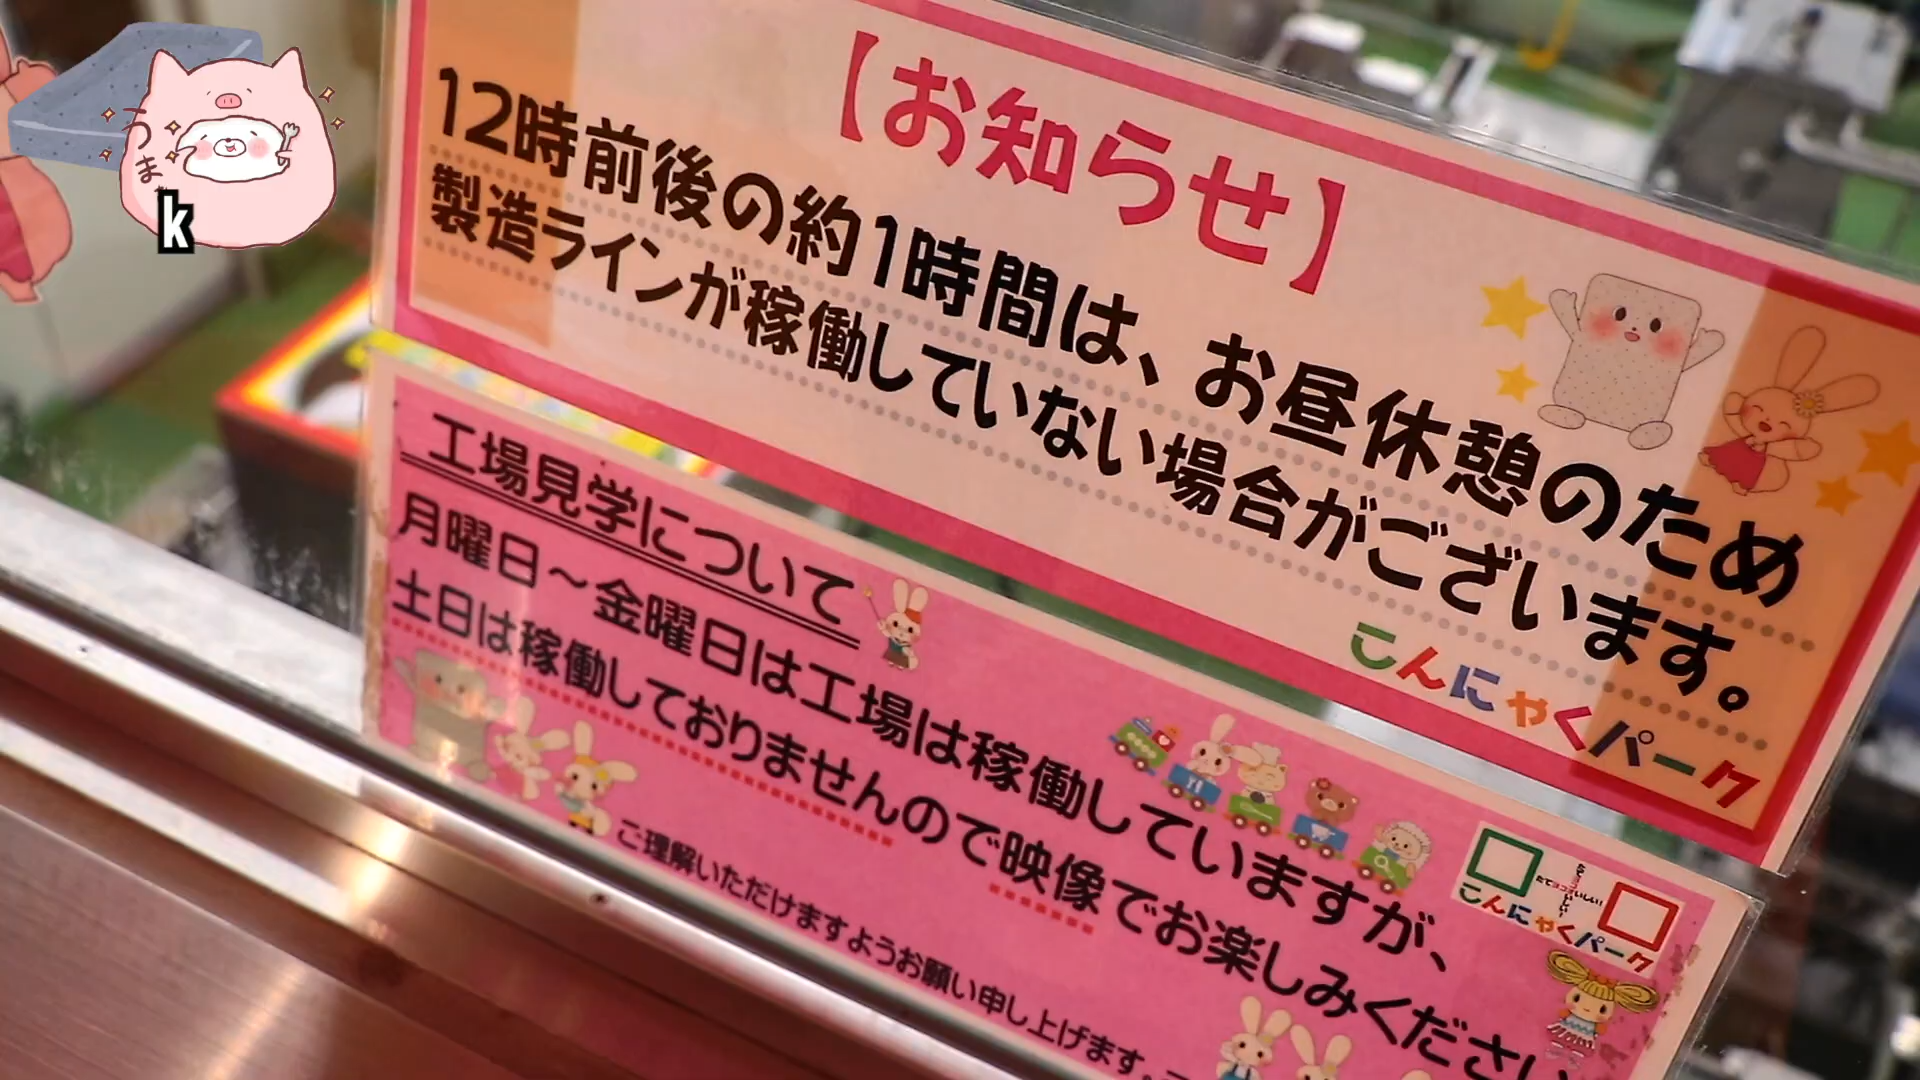 うま
k
【お知らせ】
12時前後の約1時間は、お昼休憩のため
製造ラインが稼働していない場合がございます。
こんにゃくパーク
工場見学について
月曜日～金曜日は工場は稼働していますが、
土日は稼働しておりませんので映像でお楽しみください
ご理解いただけますようお願い申し上げます。
こんにゃくパーク